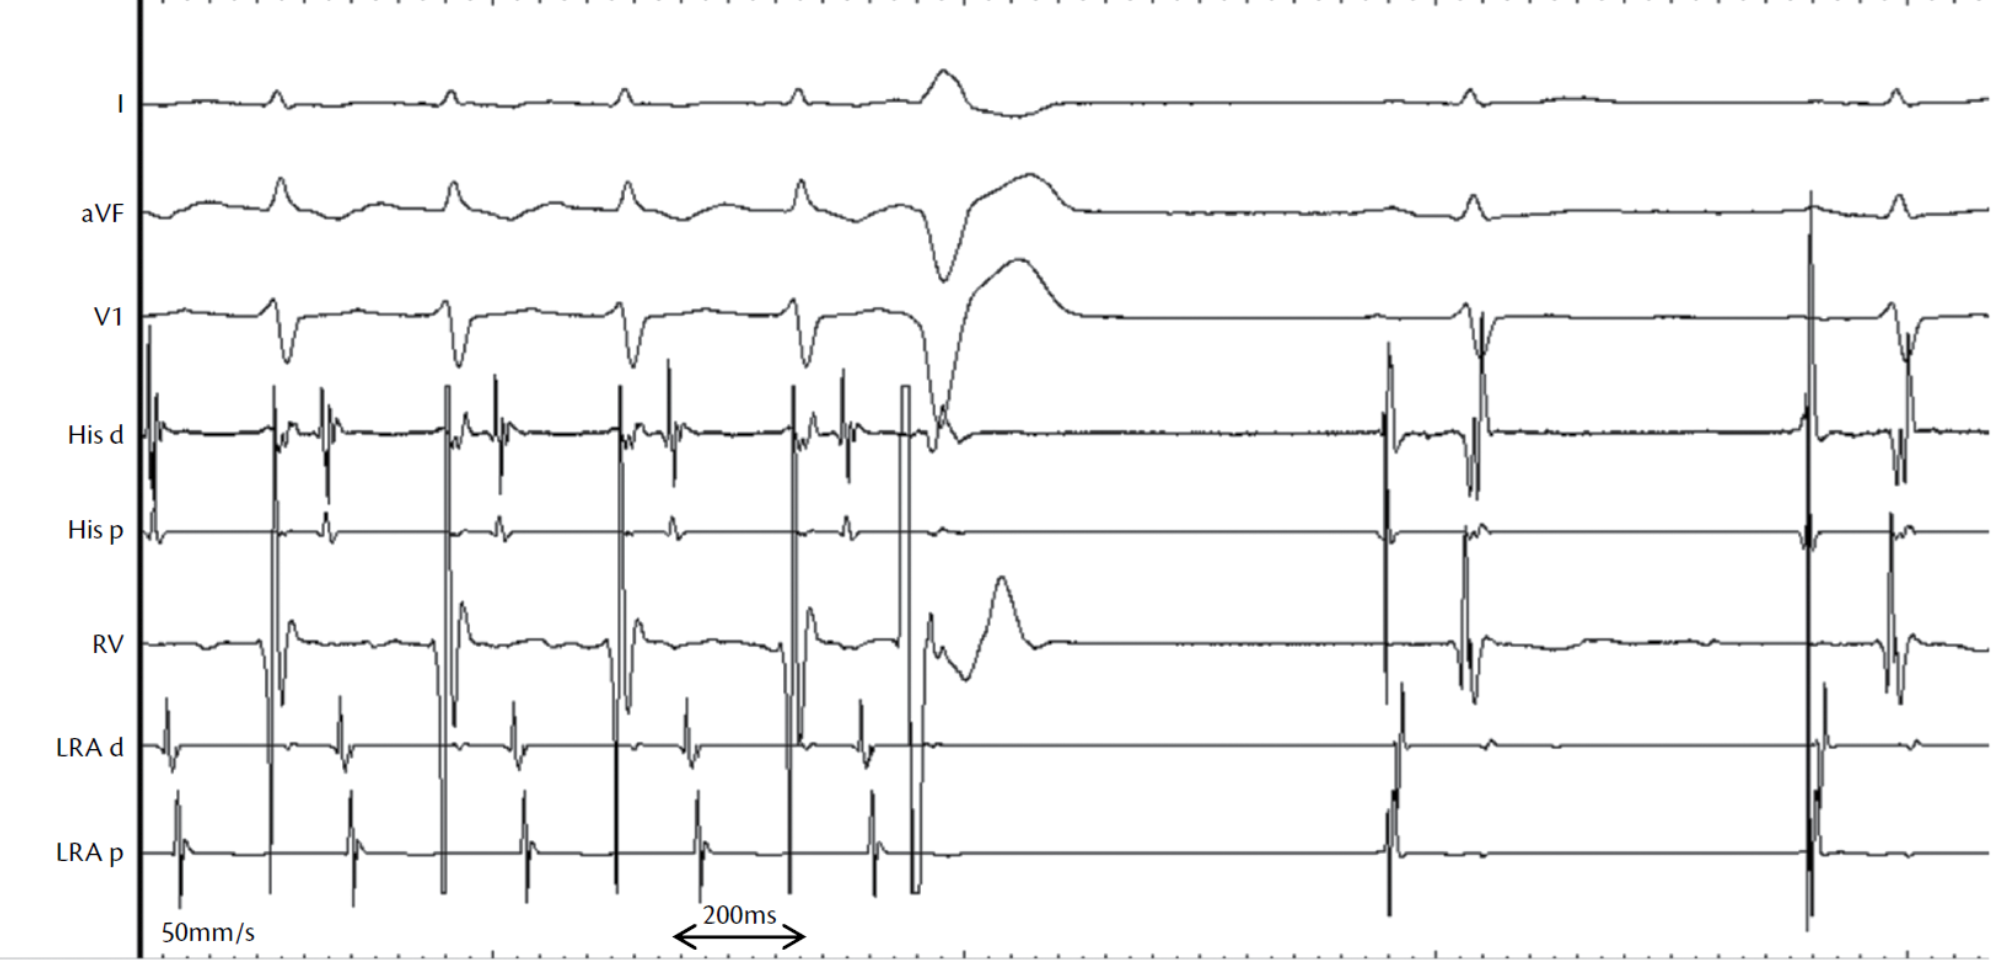 I
aVF
V1
His d
His p
RV
LRA d
LRA p
200ms
50mm/s